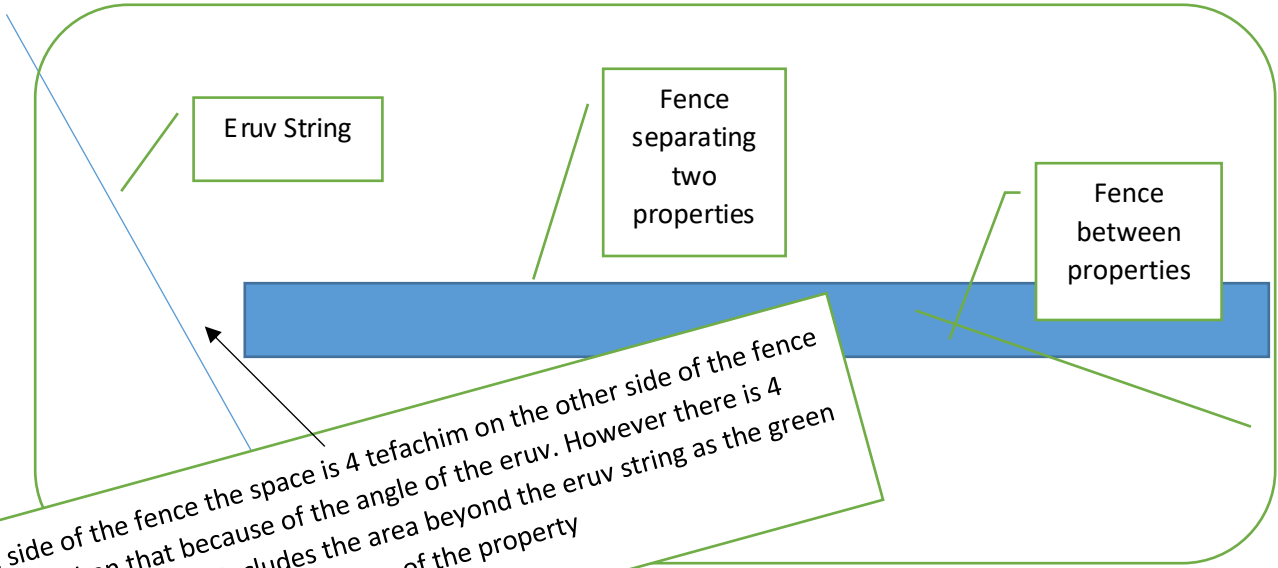 Eruv String
Fence
separating
two
properties
Fence
between
properties
side of the fence the space is 4 tefachim on the other side of the fence
that because of the angle of the eruv. However there is 4
the area beyond the eruv string as the green
of the property